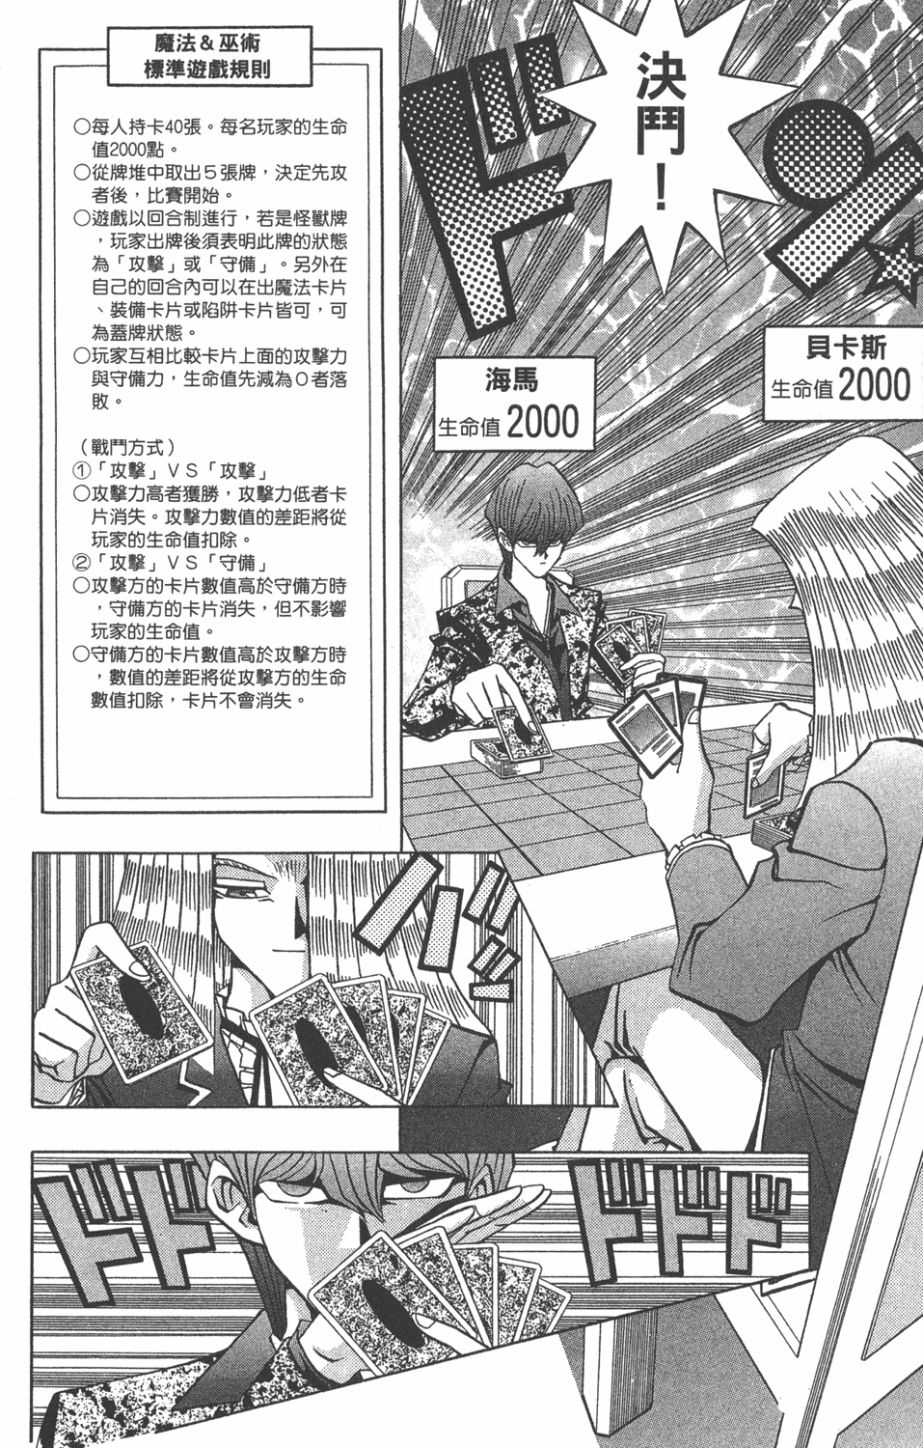 決鬥！
ドン
貝卡斯
生命值2000
海馬
生命值2000
魔法＆巫術
標準遊戲規則
○每人持卡40張。每名玩家的生命
值2000點。
○從牌堆中取出５張牌，決定先攻
者後，比賽開始。
○遊戲以回合制進行，若是怪獸牌
，玩家出牌後須表明此牌的狀態
為「攻擊」或「守備」。另外在
自己的回合內可以在出魔法卡片
、裝備卡片或陷阱卡片皆可，可
為蓋牌狀態。
○玩家互相比較卡片上面的攻擊力
與守備力，生命值先減為０者落
敗。
（戰鬥方式）
①「攻擊」ＶＳ「攻擊」
○攻擊力高者獲勝，攻擊力低者卡
片消失。攻擊力數值的差距將從
玩家的生命值扣除。
②「攻擊」ＶＳ「守備」
○攻擊方的卡片數值高於守備方時
，守備方的卡片消失，但不影響
玩家的生命值。
○守備方的卡片數值高於攻擊方時
，數值的差距將從攻擊方的生命
數值扣除，卡片不會消失。
バババ
ドドドドド